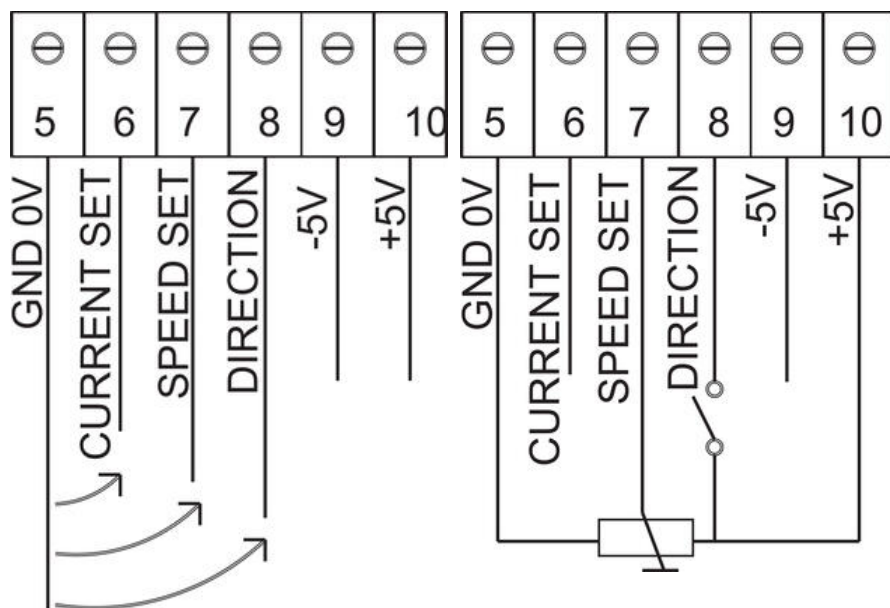 5 6 7 8 9 10
GND 0V
CURRENT SET
SPEED SET
DIRECTION
-5V
+5V
5 6 7 8 9 10
GND 0V
CURRENT SET
SPEED SET
DIRECTION
-5V
+5V